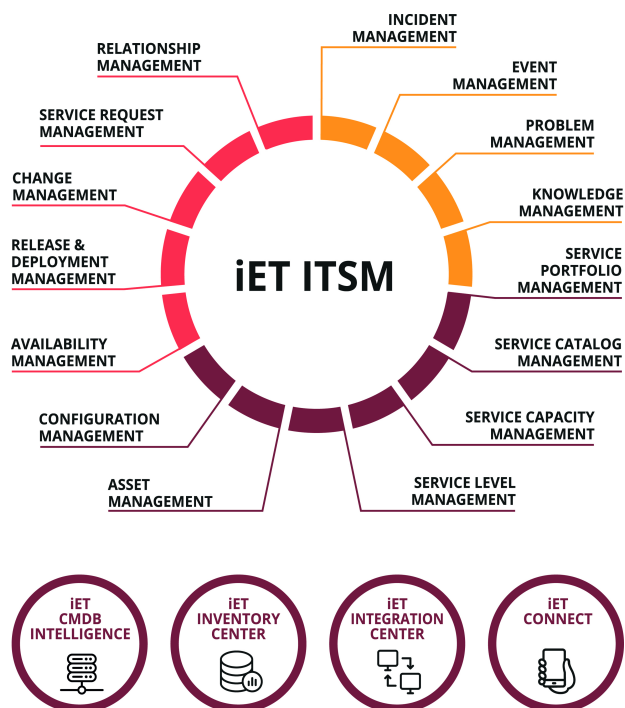 INCIDENT
MANAGEMENT
EVENT
MANAGEMENT
PROBLEM
MANAGEMENT
KNOWLEDGE
MANAGEMENT
SERVICE
PORTFOLIO
MANAGEMENT
SERVICE CATALOG
MANAGEMENT
SERVICE CAPACITY
MANAGEMENT
SERVICE LEVEL
MANAGEMENT
ASSET
MANAGEMENT
CONFIGURATION
MANAGEMENT
AVAILABILITY
MANAGEMENT
RELEASE &
DEPLOYMENT
MANAGEMENT
CHANGE
MANAGEMENT
SERVICE REQUEST
MANAGEMENT
RELATIONSHIP
MANAGEMENT
iET ITSM
iET
CMDB
INTELLIGENCE
iET
INVENTORY
CENTER
iET
INTEGRATION
CENTER
iET
CONNECT